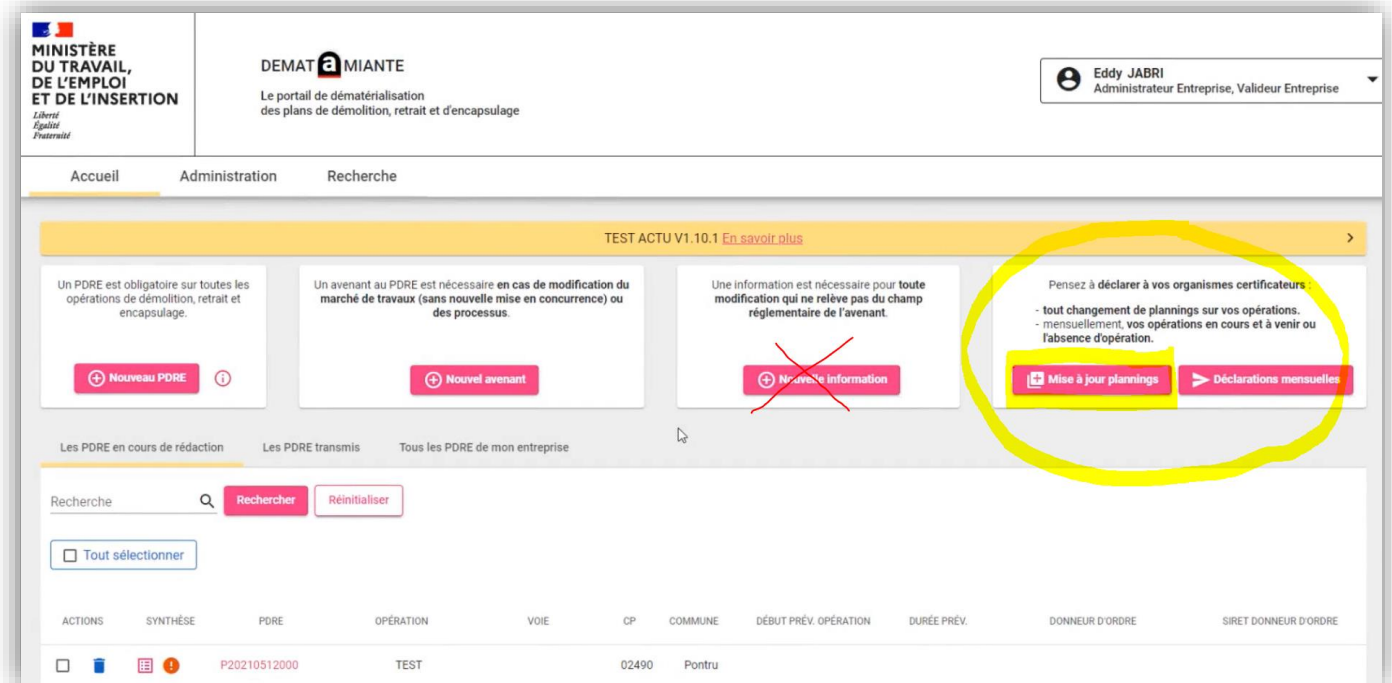 MINISTÈRE
DU TRAVAIL,
DE L'EMPLOI
ET DE L'INSERTION
Liberté
Égalité
Fraternité
DEMAT@MIANTE
Le portail de dématérialisation
des plans de démolition, retrait et d'encapsulage
Eddy JABRI
Administrateur Entreprise, Valideur Entreprise
Accueil Administration Recherche
TEST ACTU V1.10.1 En savoir plus
Un PDRE est obligatoire sur toutes les
opérations de démolition, retrait et
encapsulage.
Nouveau PDRE
Un avenant au PDRE est nécessaire en cas de modification du
marché de travaux (sans nouvelle mise en concurrence) ou
des processus.
Nouvel avenant
Une information est nécessaire pour toute
modification qui ne relève pas du champ
réglementaire de l'avenant.
Nouvelle information
Pensez à déclarer à vos organismes certificateurs :
- tout changement de plannings sur vos opérations.
- mensuellement, vos opérations en cours et à venir ou
l'absence d'opération.
Mise à jour plannings Déclarations mensuelles
Les PDRE en cours de rédaction Les PDRE transmis Tous les PDRE de mon entreprise
Recherche Rechercher Réinitialiser
Tout sélectionner
ACTIONS SYNTHÈSE PDRE OPÉRATION VOIE CP COMMUNE DÉBUT PRÉV. OPÉRATION DURÉE PRÉV. DONNEUR D'ORDRE SIRET DONNEUR D'ORDRE
P20210512000 TEST 02490 Pontru